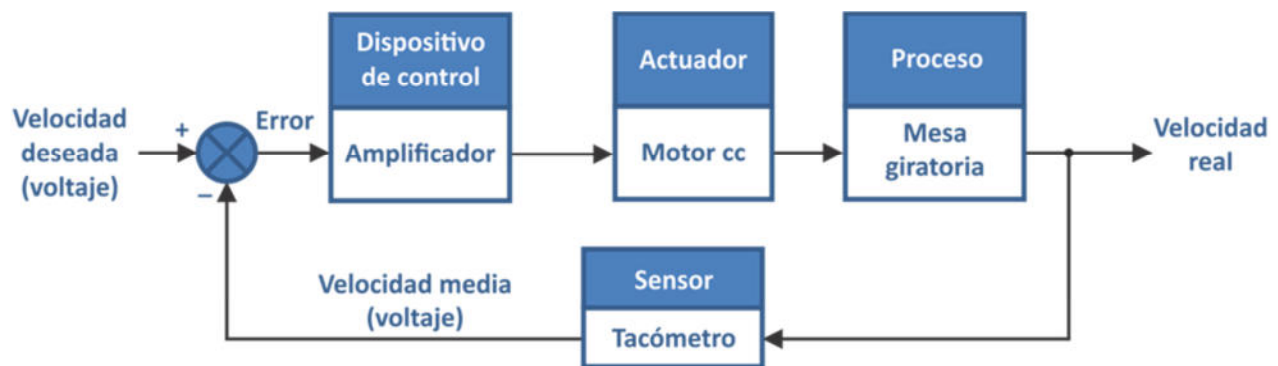 Velocidad
deseada
(voltaje)
+
−
Error
Dispositivo
de control
Amplificador
Actuador
Motor cc
Proceso
Mesa
giratoria
Velocidad
real
Velocidad media
(voltaje)
Sensor
Tacómetro